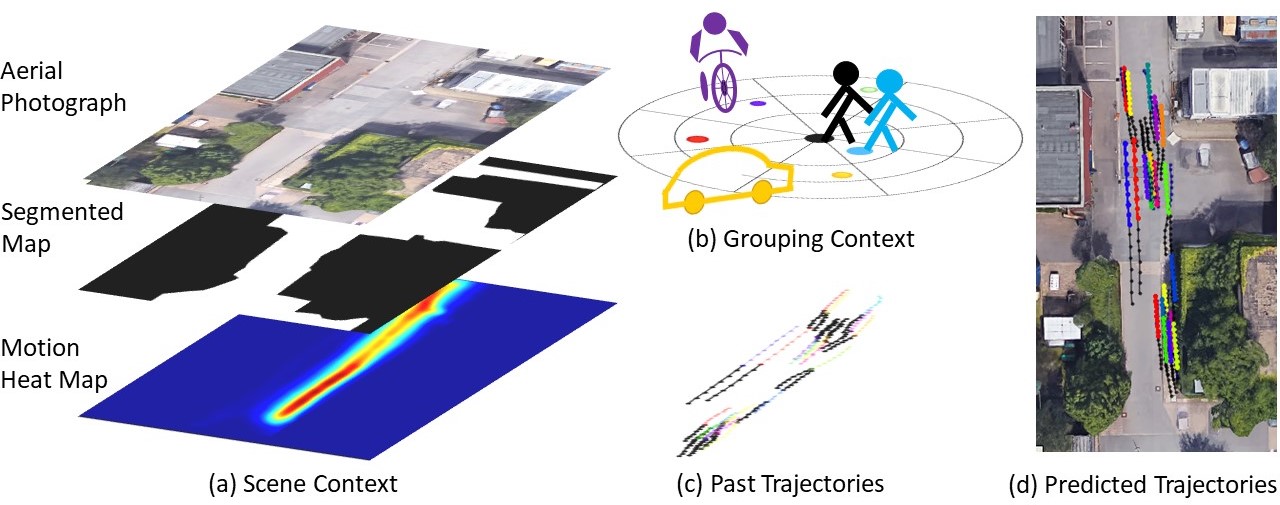 Aerial
Photograph
Segmented
Map
Motion
Heat Map
(a) Scene Context
(b) Grouping Context
(c) Past Trajectories
(d) Predicted Trajectories